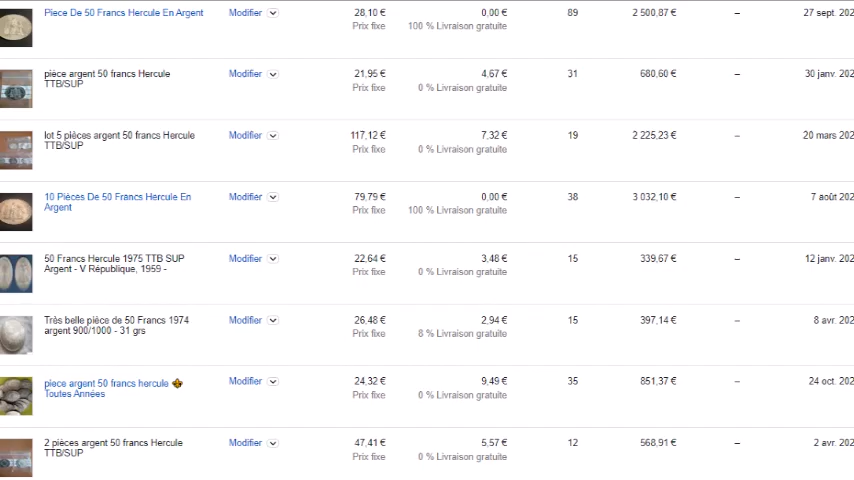 Piece De 50 Francs Hercule En Argent Modifier 28,10 € 0,00 € 89 2 500,87 € – 27 sept. 202
Prix fixe 100 % Livraison gratuite
pièce argent 50 francs Hercule Modifier 21,95 € 4,67 € 31 680,60 € – 30 janv. 202
TTB/SUP Prix fixe 0 % Livraison gratuite
lot 5 pièces argent 50 francs Hercule Modifier 117,12 € 7,32 € 19 2 225,23 € – 20 mars 202
TTB/SUP Prix fixe 0 % Livraison gratuite
10 Pièces De 50 Francs Hercule En Modifier 79,79 € 0,00 € 38 3 032,10 € – 7 août 202
Argent Prix fixe 100 % Livraison gratuite
50 Francs Hercule 1975 TTB SUP Modifier 22,64 € 3,48 € 15 339,67 € – 12 janv. 202
Argent - V République, 1959 - Prix fixe 0 % Livraison gratuite
Très belle pièce de 50 Francs 1974 Modifier 26,48 € 2,94 € 15 397,14 € – 8 avr. 202
argent 900/1000 - 31 grs Prix fixe 8 % Livraison gratuite
piece argent 50 francs hercule Modifier 24,32 € 9,49 € 35 851,37 € – 24 oct. 202
Toutes Années Prix fixe 0 % Livraison gratuite
2 pièces argent 50 francs Hercule Modifier 47,41 € 5,57 € 12 568,91 € – 2 avr. 202
TTB/SUP Prix fixe 0 % Livraison gratuite